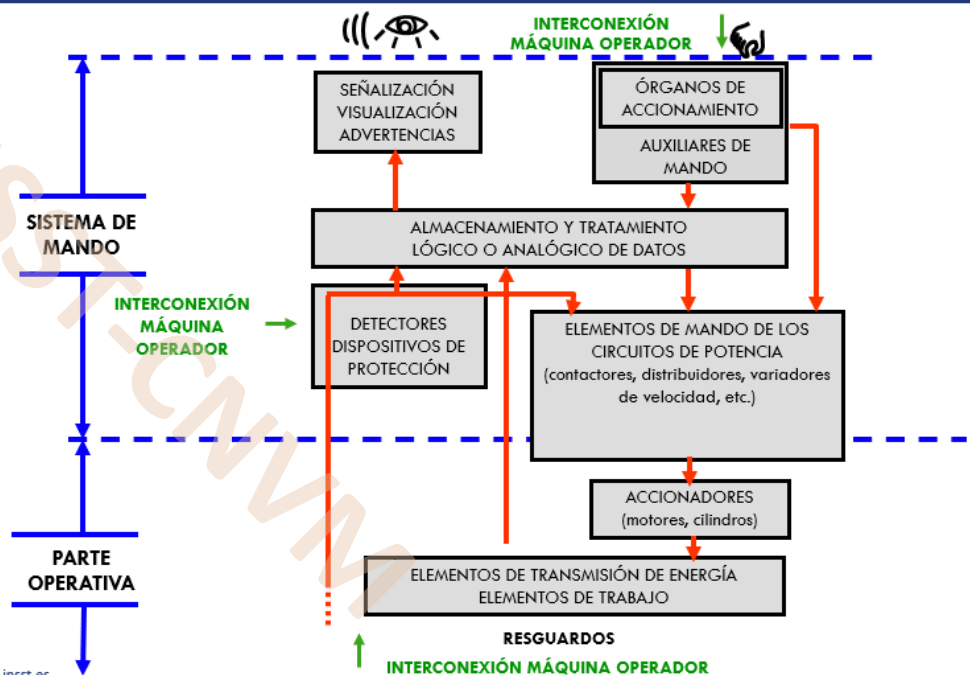 INTERCONEXIÓN
MÁQUINA OPERADOR
SEÑALIZACIÓN
VISUALIZACIÓN
ADVERTENCIAS
ÓRGANOS DE
ACCIONAMIENTO
AUXILIARES DE
MANDO
SISTEMA DE
MANDO
ALMACENAMIENTO Y TRATAMIENTO
LÓGICO O ANALÓGICO DE DATOS
INTERCONEXIÓN
MÁQUINA
OPERADOR
DETECTORES
DISPOSITIVOS DE
PROTECCIÓN
ELEMENTOS DE MANDO DE LOS
CIRCUITOS DE POTENCIA
(contactores, distribuidores, variadores
de velocidad, etc.)
ACCIONADORES
(motores, cilindros)
PARTE
OPERATIVA
ELEMENTOS DE TRANSMISIÓN DE ENERGÍA
ELEMENTOS DE TRABAJO
RESGUARDOS
INTERCONEXIÓN MÁQUINA OPERADOR
SST-CNVM